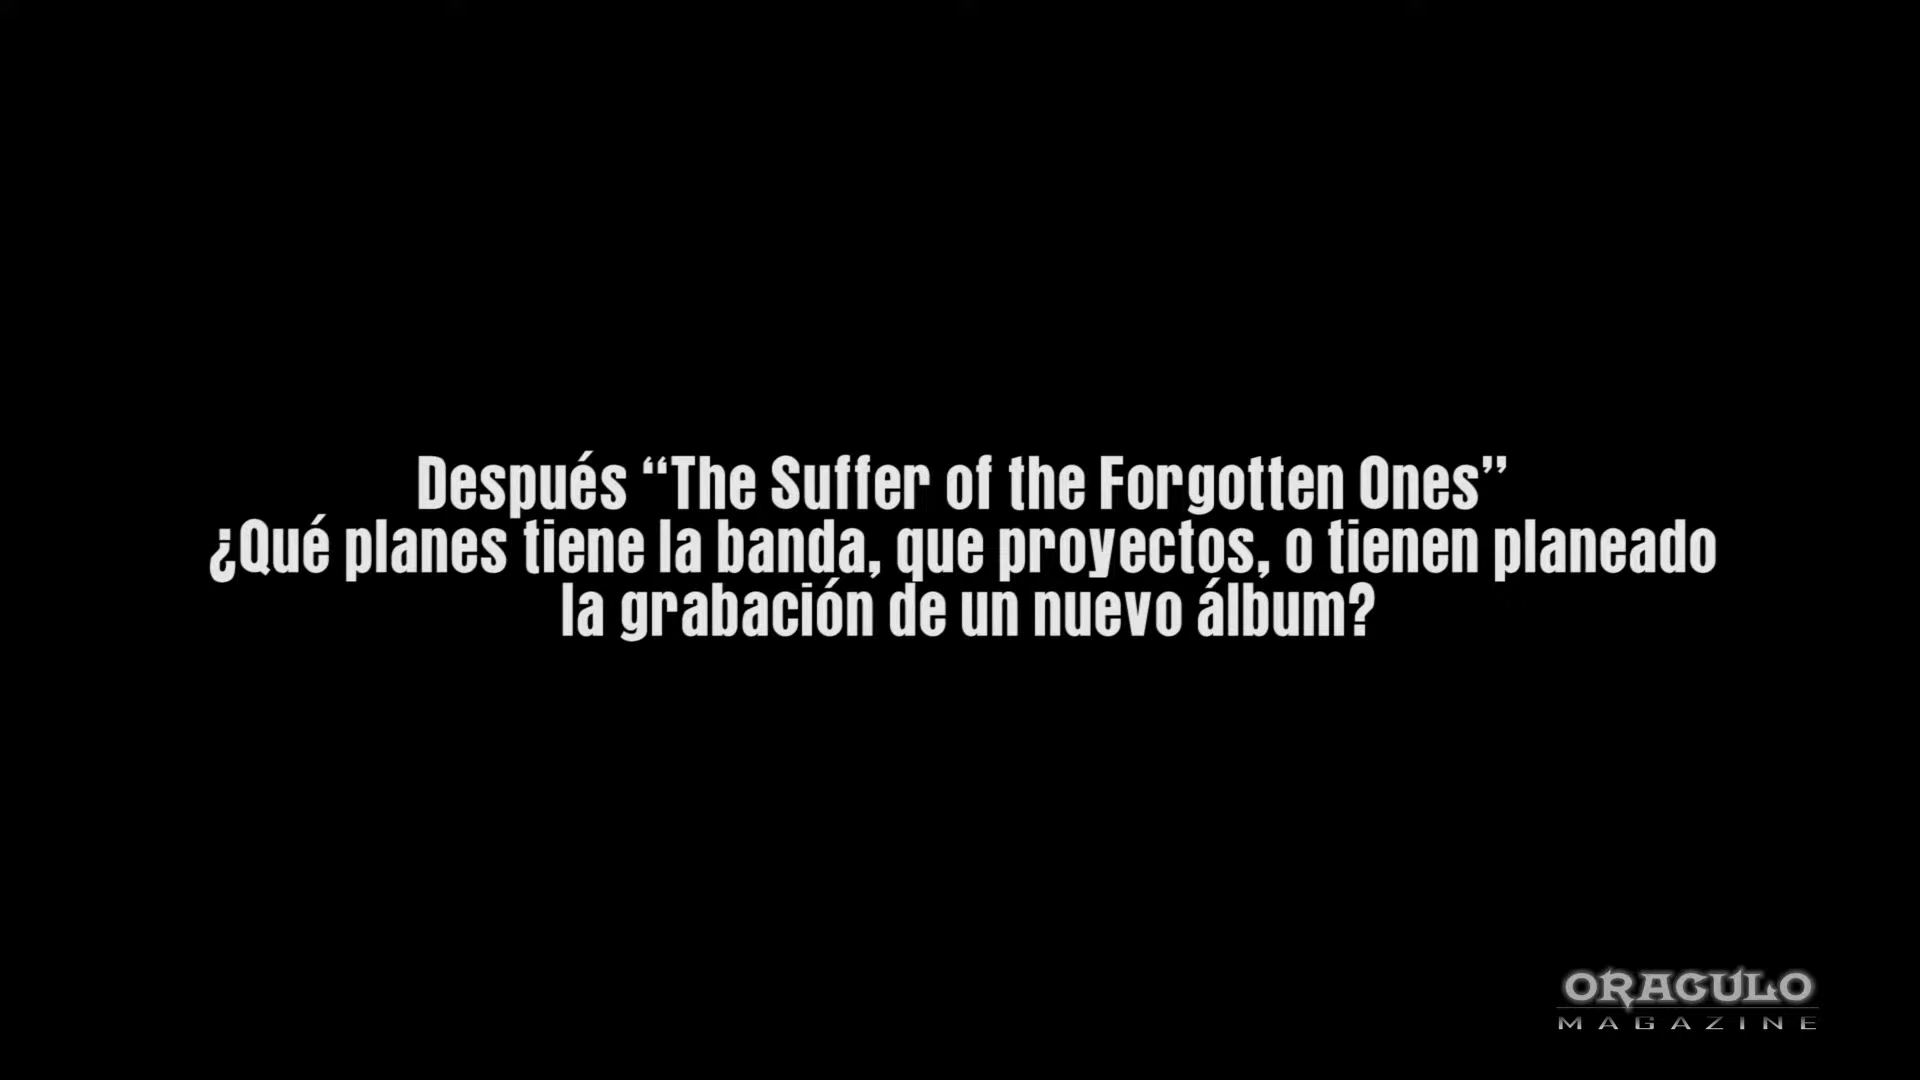 Después “The Suffer of the Forgotten Ones”
¿Qué planes tiene la banda, que proyectos, o tienen planeado
la grabación de un nuevo álbum?
ORACULO
MAGAZINE